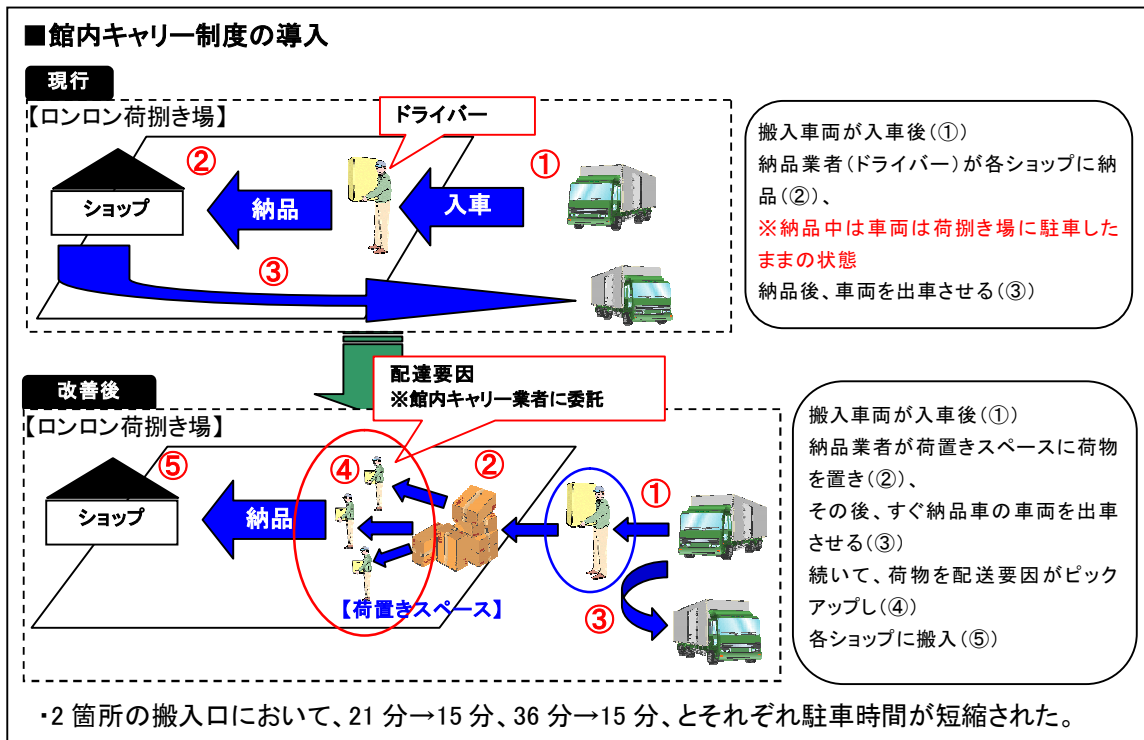 ■館内キャリー制度の導入
現行
【ロンロン荷捌き場】
ドライバー
①
②
ショップ
納品
入車
③
搬入車両が入車後(①)
納品業者(ドライバー)が各ショップに納
品(②)、
※納品中は車両は荷捌き場に駐車した
ままの状態
納品後、車両を出車させる(③)
改善後
【ロンロン荷捌き場】
配達要因
※館内キャリー業者に委託
⑤
④
②
①
ショップ
納品
【荷置きスペース】
③
搬入車両が入車後(①)
納品業者が荷置きスペースに荷物
を置き(②)、
その後、すぐ納品車の車両を出車
させる(③)
続いて、荷物を配送要因がピック
アップし(④)
各ショップに搬入(⑤)
・2 箇所の搬入口において、21 分→15 分、36 分→15 分、とそれぞれ駐車時間が短縮された。